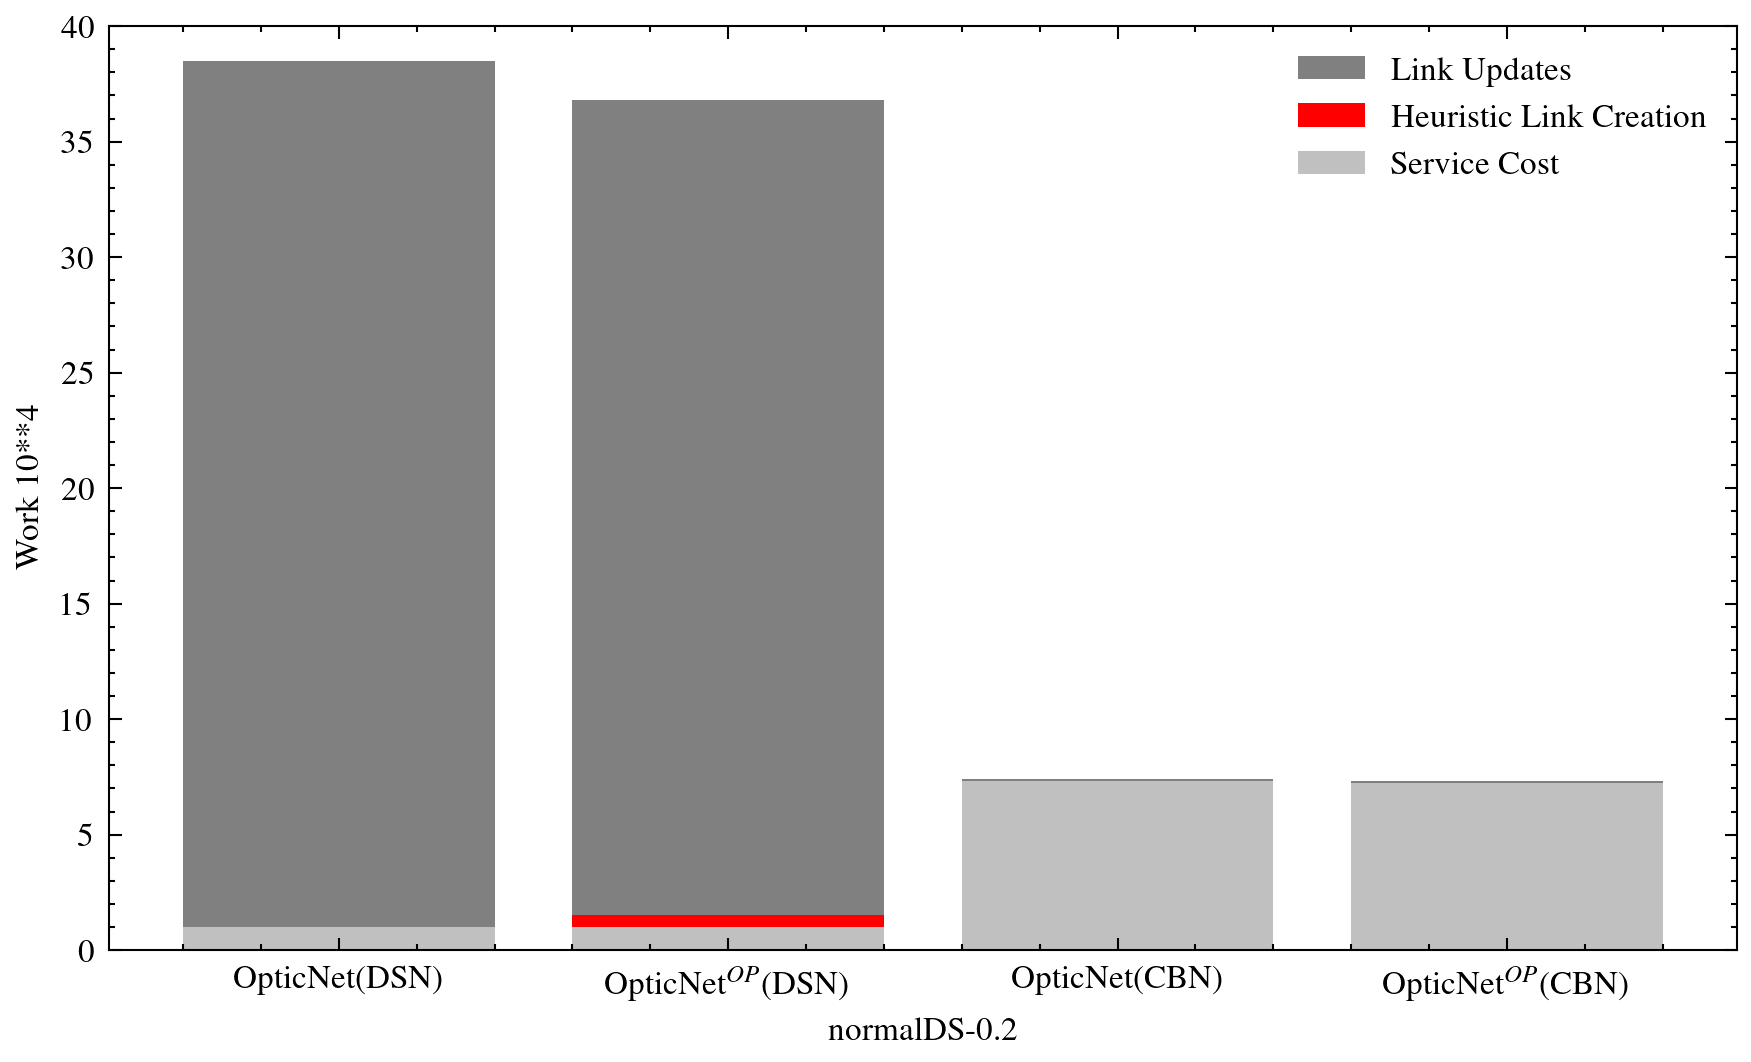 40
35
30
25
20
15
10
5
0
Work 10**4
Link Updates
Heuristic Link Creation
Service Cost
OpticNet(DSN)
OpticNet^{OP}(DSN)
OpticNet(CBN)
OpticNet^{OP}(CBN)
normalDS-0.2